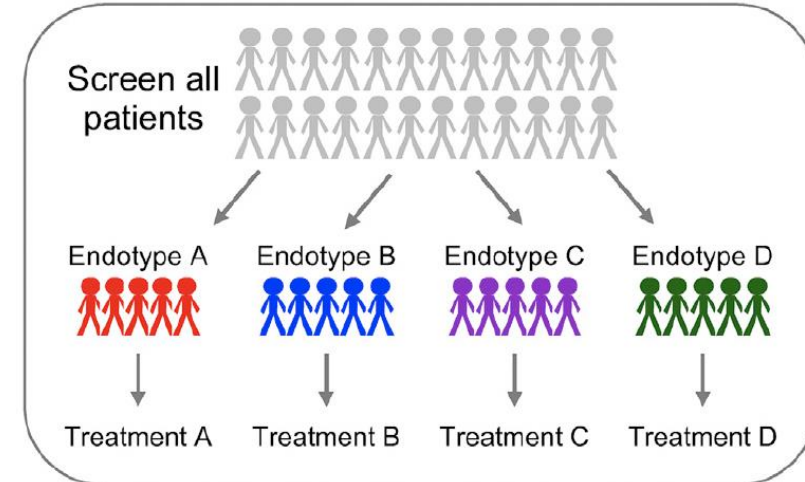 Screen all
patients
Endotype A
Endotype B
Endotype C
Endotype D
Treatment A
Treatment B
Treatment C
Treatment D